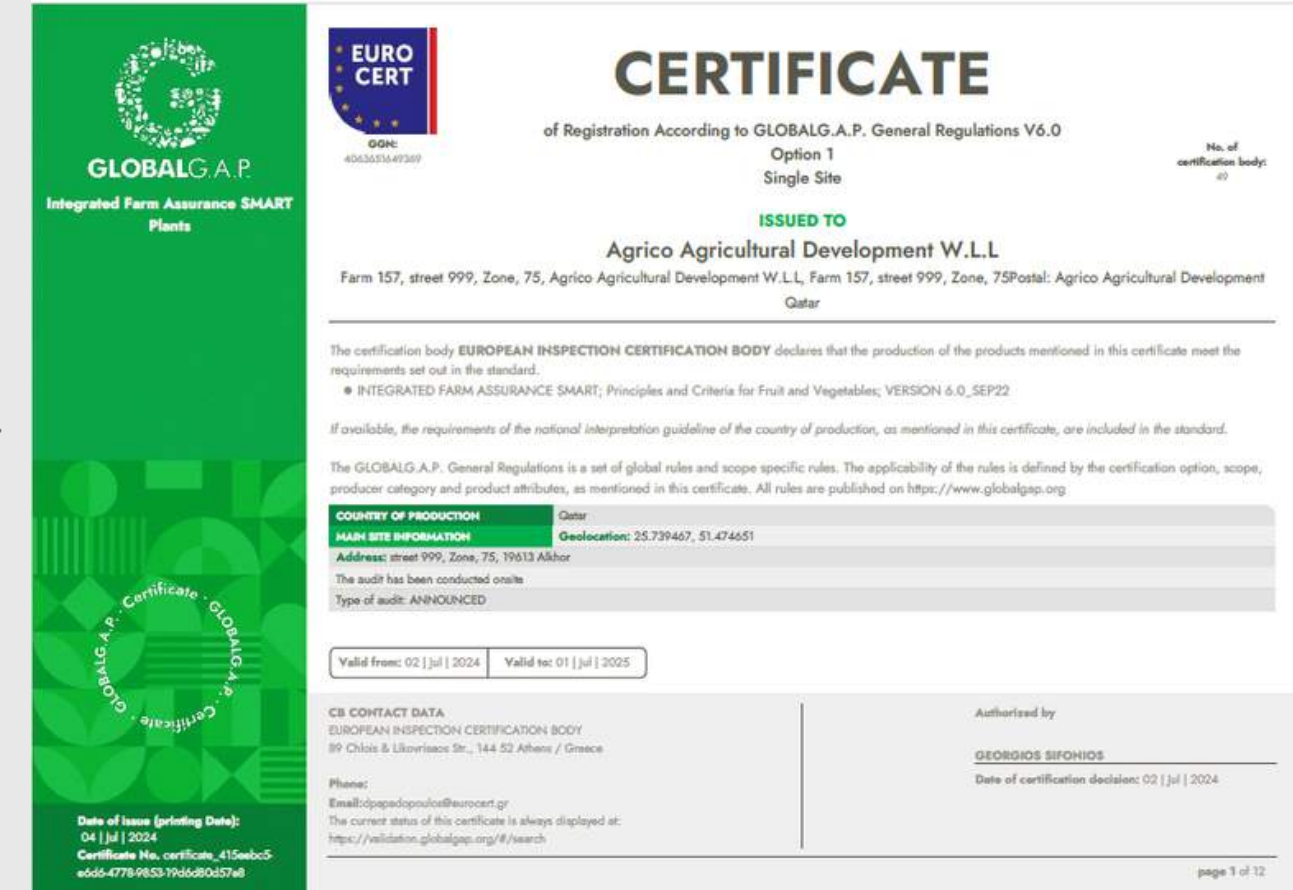 GLOBALG.A.P.
Integrated Farm Assurance SMART
Plants
EURO
CERT
GGN:
4063651649369
CERTIFICATE
of Registration According to GLOBALG.A.P. General Regulations V6.0
Option 1
Single Site
No. of
certification body:
49
ISSUED TO
Agrico Agricultural Development W.L.L
Farm 157, street 999, Zone, 75, Agrico Agricultural Development W.L.L, Farm 157, street 999, Zone, 75Postal: Agrico Agricultural Development
Qatar
The certification body EUROPEAN INSPECTION CERTIFICATION BODY declares that the production of the products mentioned in this certificate meet the
requirements set out in the standard.
● INTEGRATED FARM ASSURANCE SMART; Principles and Criteria for Fruit and Vegetables; VERSION 6.0_SEP22
If available, the requirements of the national interpretation guideline of the country of production, as mentioned in this certificate, are included in the standard.
The GLOBALG.A.P. General Regulations is a set of global rules and scope specific rules. The applicability of the rules is defined by the certification option, scope,
producer category and product attributes, as mentioned in this certificate. All rules are published on https://www.globalgap.org
COUNTRY OF PRODUCTION Qatar
MAIN SITE INFORMATION Geolocation: 25.739467, 51.474651
Address: street 999, Zone, 75, 19613 Alkhor
The audit has been conducted onsite
Type of audit: ANNOUNCED
Valid from: 02 | Jul | 2024 Valid to: 01 | Jul | 2025
Certificate · GLOBALG.A.P. · Certificate · GLOBALG.A.P. ·
CB CONTACT DATA
EUROPEAN INSPECTION CERTIFICATION BODY
89 Chlois & Likovriseos Str., 144 52 Athens / Greece
Phone:
Email:dpapadopoulos@eurocert.gr
The current status of this certificate is always displayed at:
https://validation.globalgap.org/#/search
Authorized by
GEORGIOS SIFONIOS
Date of certification decision: 02 | Jul | 2024
Date of issue (printing Date):
04 | Jul | 2024
Certificate No. certificate_415eebc5-
e6d6-4778-9853-19d6d80d57e8
page 1 of 12